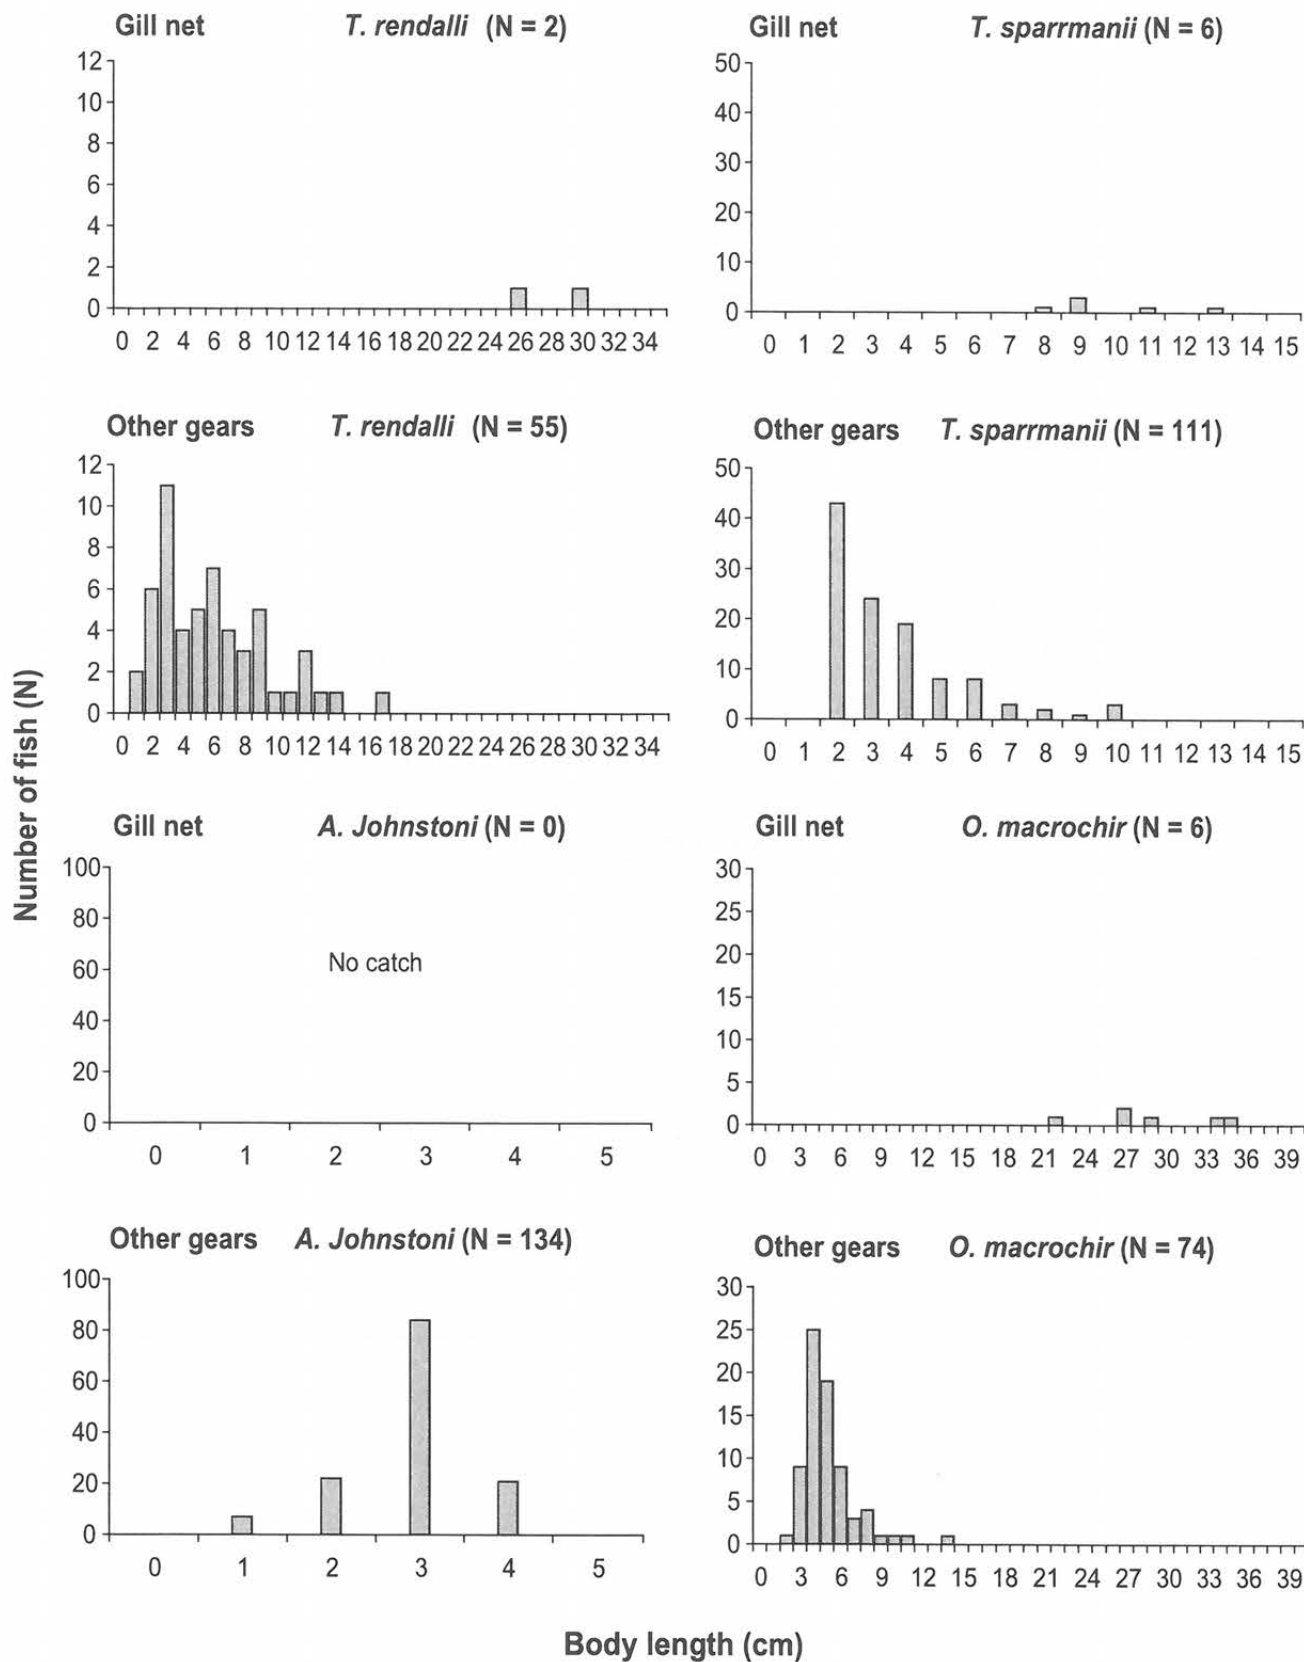 Gill net T. rendalli (N = 2)
12
10
8
6
4
2
0
0 2 4 6 8 10 12 14 16 18 20 22 24 26 28 30 32 34
Gill net T. sparrmanii (N = 6)
50
40
30
20
10
0
0 1 2 3 4 5 6 7 8 9 10 11 12 13 14 15
Other gears T. rendalli (N = 55)
12
10
8
6
4
2
0
0 2 4 6 8 10 12 14 16 18 20 22 24 26 28 30 32 34
Other gears T. sparrmanii (N = 111)
50
40
30
20
10
0
0 1 2 3 4 5 6 7 8 9 10 11 12 13 14 15
Number of fish (N)
Gill net A. Johnstoni (N = 0)
100
80
60
40
20
0
No catch
0 1 2 3 4 5
Gill net O. macrochir (N = 6)
30
25
20
15
10
5
0
0 3 6 9 12 15 18 21 24 27 30 33 36 39
Other gears A. Johnstoni (N = 134)
100
80
60
40
20
0
0 1 2 3 4 5
Other gears O. macrochir (N = 74)
30
25
20
15
10
5
0
0 3 6 9 12 15 18 21 24 27 30 33 36 39
Body length (cm)